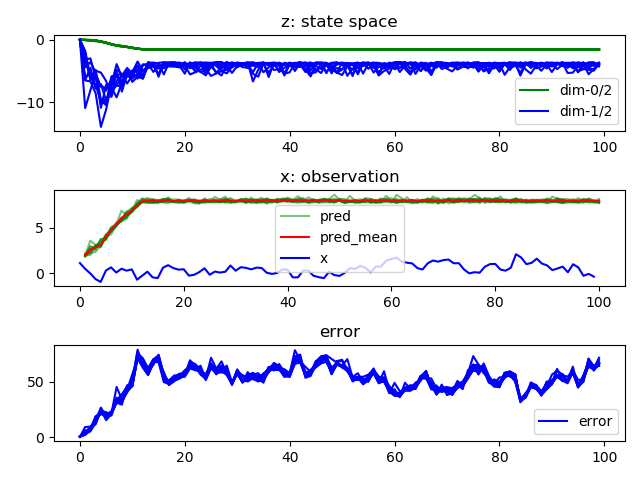 z: state space
0
−10
dim-0/2
dim-1/2
0 20 40 60 80 100
x: observation
5
0
pred
pred_mean
x
0 20 40 60 80 100
error
50
0
error
0 20 40 60 80 100